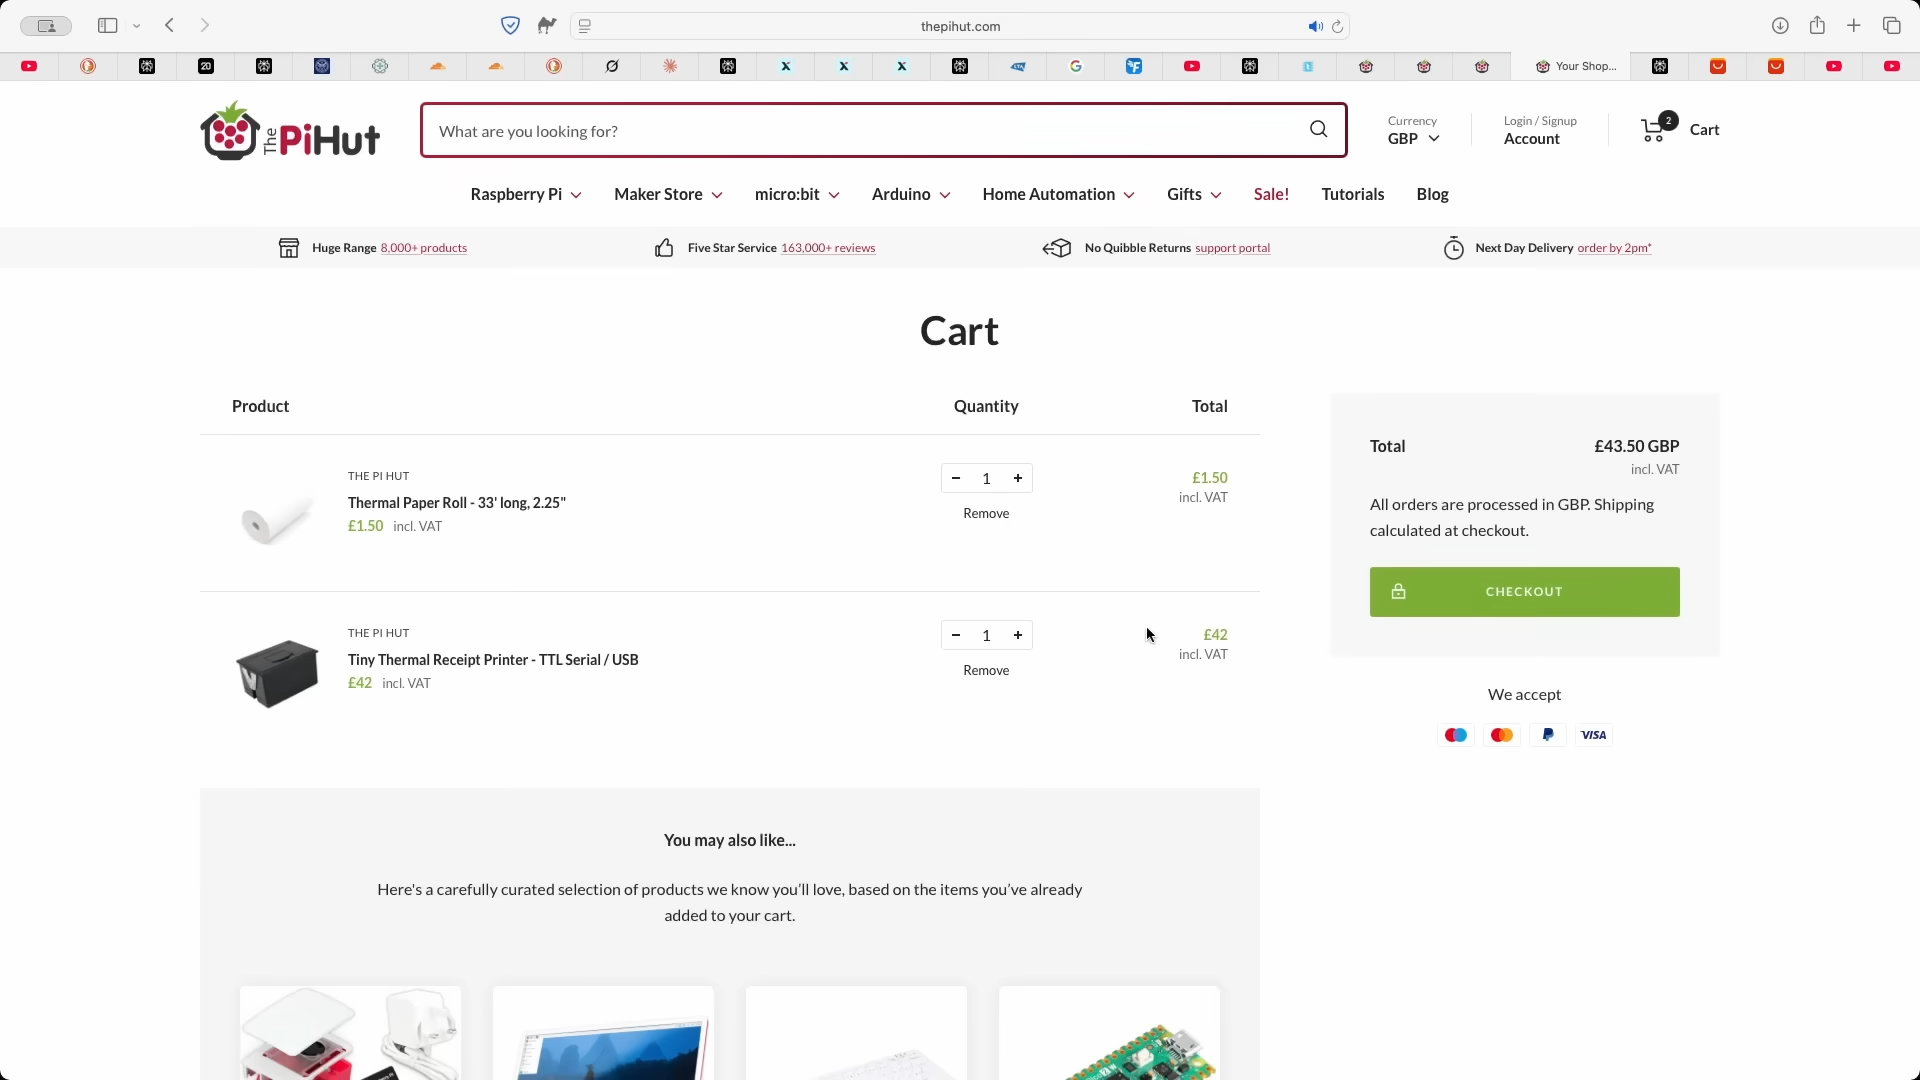 thepihut.com
20
Your Shop...
The PiHut
What are you looking for?
Currency
GBP
Login / Signup
Account
2
Cart
Raspberry Pi
Maker Store
micro:bit
Arduino
Home Automation
Gifts
Sale!
Tutorials
Blog
Huge Range 8,000+ products
Five Star Service 163,000+ reviews
No Quibble Returns support portal
Next Day Delivery order by 2pm*
Cart
Product
Quantity
Total
THE PI HUT
Thermal Paper Roll - 33' long, 2.25"
£1.50 incl. VAT
− 1 +
Remove
£1.50
incl. VAT
THE PI HUT
Tiny Thermal Receipt Printer - TTL Serial / USB
£42 incl. VAT
− 1 +
Remove
£42
incl. VAT
Total £43.50 GBP
incl. VAT
All orders are processed in GBP. Shipping
calculated at checkout.
CHECKOUT
We accept
VISA
You may also like...
Here's a carefully curated selection of products we know you’ll love, based on the items you’ve already
added to your cart.